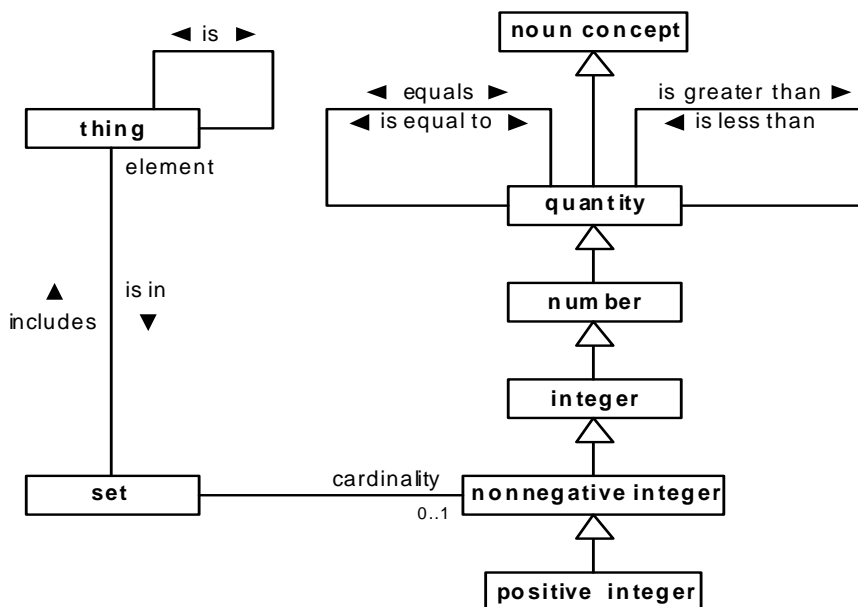 noun concept
◄ is ►
◄ equals ►
is greater than ►
◄ is equal to ►
◄ is less than
thing
element
quantity
▲
is in
includes
▼
number
integer
cardinality
set
nonnegative integer
0..1
positive integer